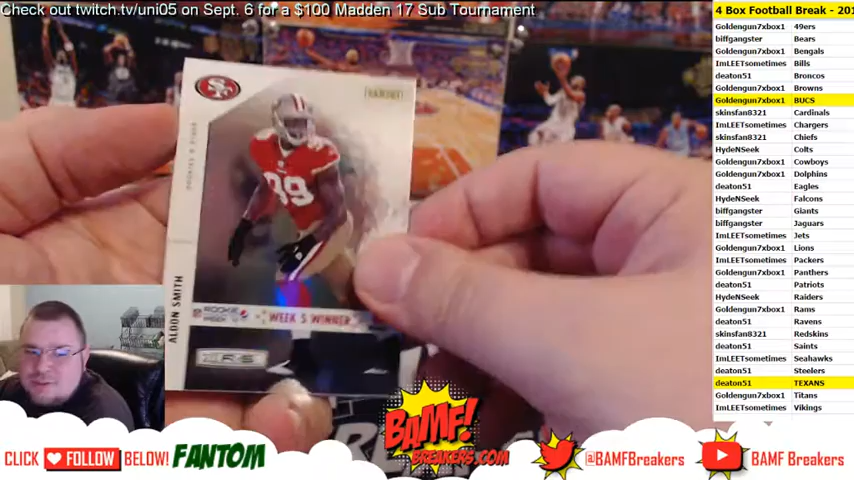 Check out twitch.tv/uni05 on Sept. 6 for a $100 Madden 17 Sub Tournament
4 Box Football Break - 201
Goldengun7xbox1 49ers
biffgangster Bears
Goldengun7xbox1 Bengals
ImLEETsometimes Bills
deaton51 Broncos
Goldengun7xbox1 Browns
Goldengun7xbox1 BUCS
skinsfan8321 Cardinals
ImLEETsometimes Chargers
skinsfan8321 Chiefs
HydeNSeek Colts
Goldengun7xbox1 Cowboys
Goldengun7xbox1 Dolphins
deaton51 Eagles
HydeNSeek Falcons
biffgangster Giants
biffgangster Jaguars
ImLEETsometimes Jets
Goldengun7xbox1 Lions
ImLEETsometimes Packers
Goldengun7xbox1 Panthers
deaton51 Patriots
HydeNSeek Raiders
Goldengun7xbox1 Rams
deaton51 Ravens
skinsfan8321 Redskins
deaton51 Saints
ImLEETsometimes Seahawks
deaton51 Steelers
deaton51 TEXANS
Goldengun7xbox1 Titans
ImLEETsometimes Vikings
SF
PANINI
99
ALDON SMITH
ROOKIE
WEEK 5 WINNER
R&S
CLICK FOLLOW BELOW! FANTOM
BAMF!
BREAKERS.COM
@BAMFBreakers
BAMF Breakers